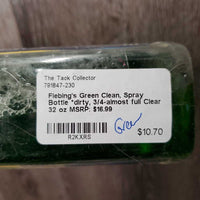 The Tack Collector
791847-230
Fiebing's Green Clean, Spray
Bottle *dirty, 3/4-almost full Clear
32 oz MSRP: $16.99
Green
$10.70
R2KXRS